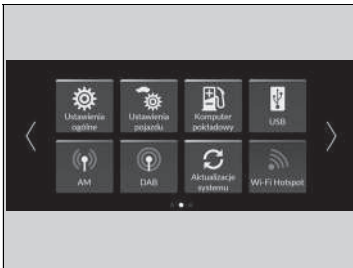 Ustawienia
ogólne
Ustawienia
pojazdu
Komputer
pokładowy
USB
AM
DAB
Aktualizacje
systemu
Wi-Fi Hotspot